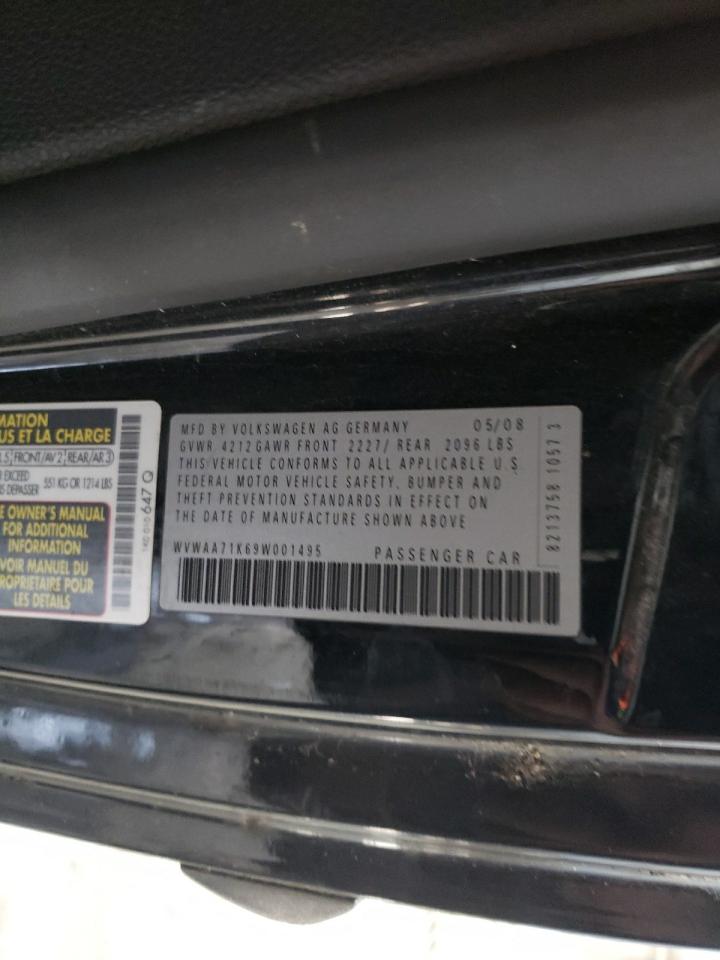 MATION
US ET LA CHARGE
FRONT/AV 2 REAR/AR 3
EXCEED
551 KG OR 1214 LBS
DEPASSER
OWNER'S MANUAL
FOR ADDITIONAL
INFORMATION
VOIR MANUEL DU
PROPRIETAIRE POUR
LES DETAILS
647 Q
MFD BY VOLKSWAGEN AG GERMANY 05/08
GVWR 4212 GAWR FRONT 2227/ REAR 2096 LBS
THIS VEHICLE CONFORMS TO ALL APPLICABLE U.S
FEDERAL MOTOR VEHICLE SAFETY, BUMPER AND
THEFT PREVENTION STANDARDS IN EFFECT ON
THE DATE OF MANUFACTURE SHOWN ABOVE
WVWAA71K69W001495 PASSENGER CAR
8213758 1057 3